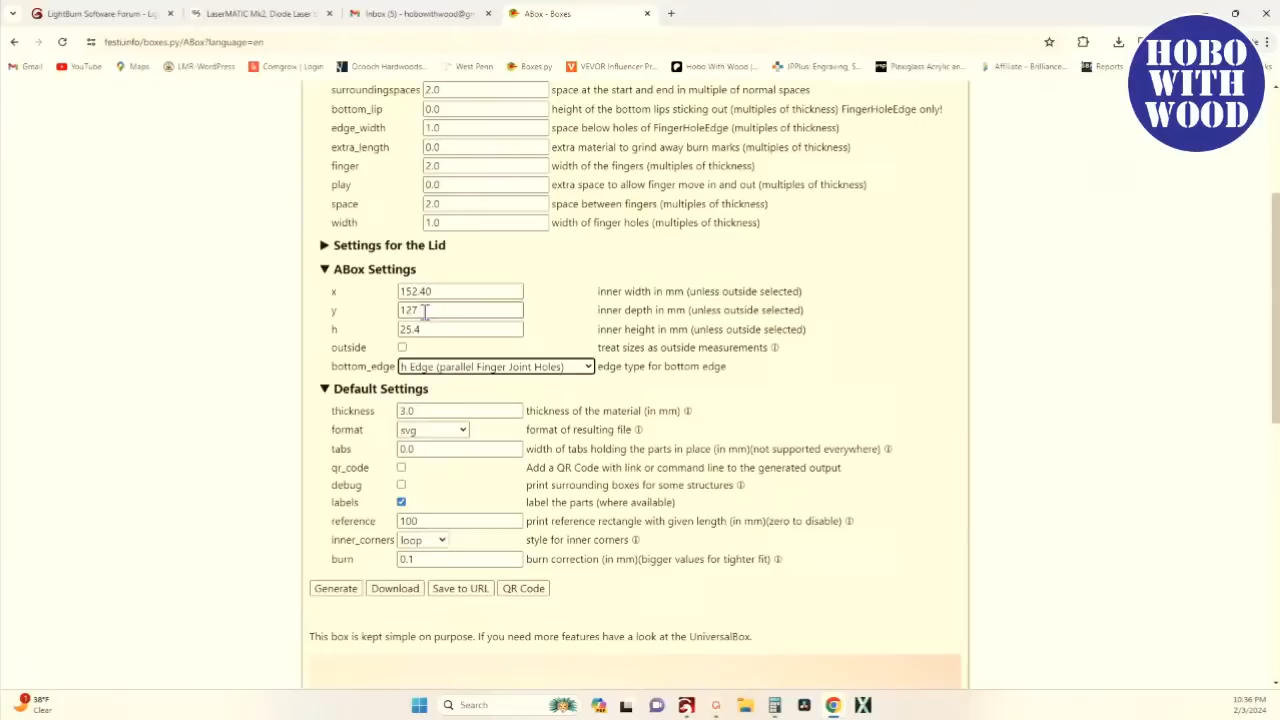 LightBurn Software Forum - Lig
LaserMATIC Mk2, Diode Laser
Inbox (5) - hobowithwood@gm
ABox - Boxes
festi.info/boxes.py/ABox?language=en
Gmail
YouTube
Maps
LMR-WordPress
Comgrow | Login
Ocooch Hardwoods...
West Penn
Boxes.py
VEVOR Influencer Pr...
Hobo With Wood |...
JPPlus: Engraving, S...
Plexiglass Acrylic an...
Affiliate – Brilliance...
Reports
HOBO
WITH
WOOD
surroundingspaces 2.0 space at the start and end in multiple of normal spaces
bottom_lip 0.0 height of the bottom lips sticking out (multiples of thickness) FingerHoleEdge only!
edge_width 1.0 space below holes of FingerHoleEdge (multiples of thickness)
extra_length 0.0 extra material to grind away burn marks (multiples of thickness)
finger 2.0 width of the fingers (multiples of thickness)
play 0.0 extra space to allow finger move in and out (multiples of thickness)
space 2.0 space between fingers (multiples of thickness)
width 1.0 width of finger holes (multiples of thickness)
Settings for the Lid
ABox Settings
x 152.40 inner width in mm (unless outside selected)
y 127 inner depth in mm (unless outside selected)
h 25.4 inner height in mm (unless outside selected)
outside treat sizes as outside measurements
bottom_edge h Edge (parallel Finger Joint Holes) edge type for bottom edge
Default Settings
thickness 3.0 thickness of the material (in mm)
format svg format of resulting file
tabs 0.0 width of tabs holding the parts in place (in mm)(not supported everywhere)
qr_code Add a QR Code with link or command line to the generated output
debug print surrounding boxes for some structures
labels label the parts (where available)
reference 100 print reference rectangle with given length (in mm)(zero to disable)
inner_corners loop style for inner corners
burn 0.1 burn correction (in mm)(bigger values for tighter fit)
Generate Download Save to URL QR Code
This box is kept simple on purpose. If you need more features have a look at the UniversalBox.
38°F
Clear
Search
10:36 PM
2/3/2024